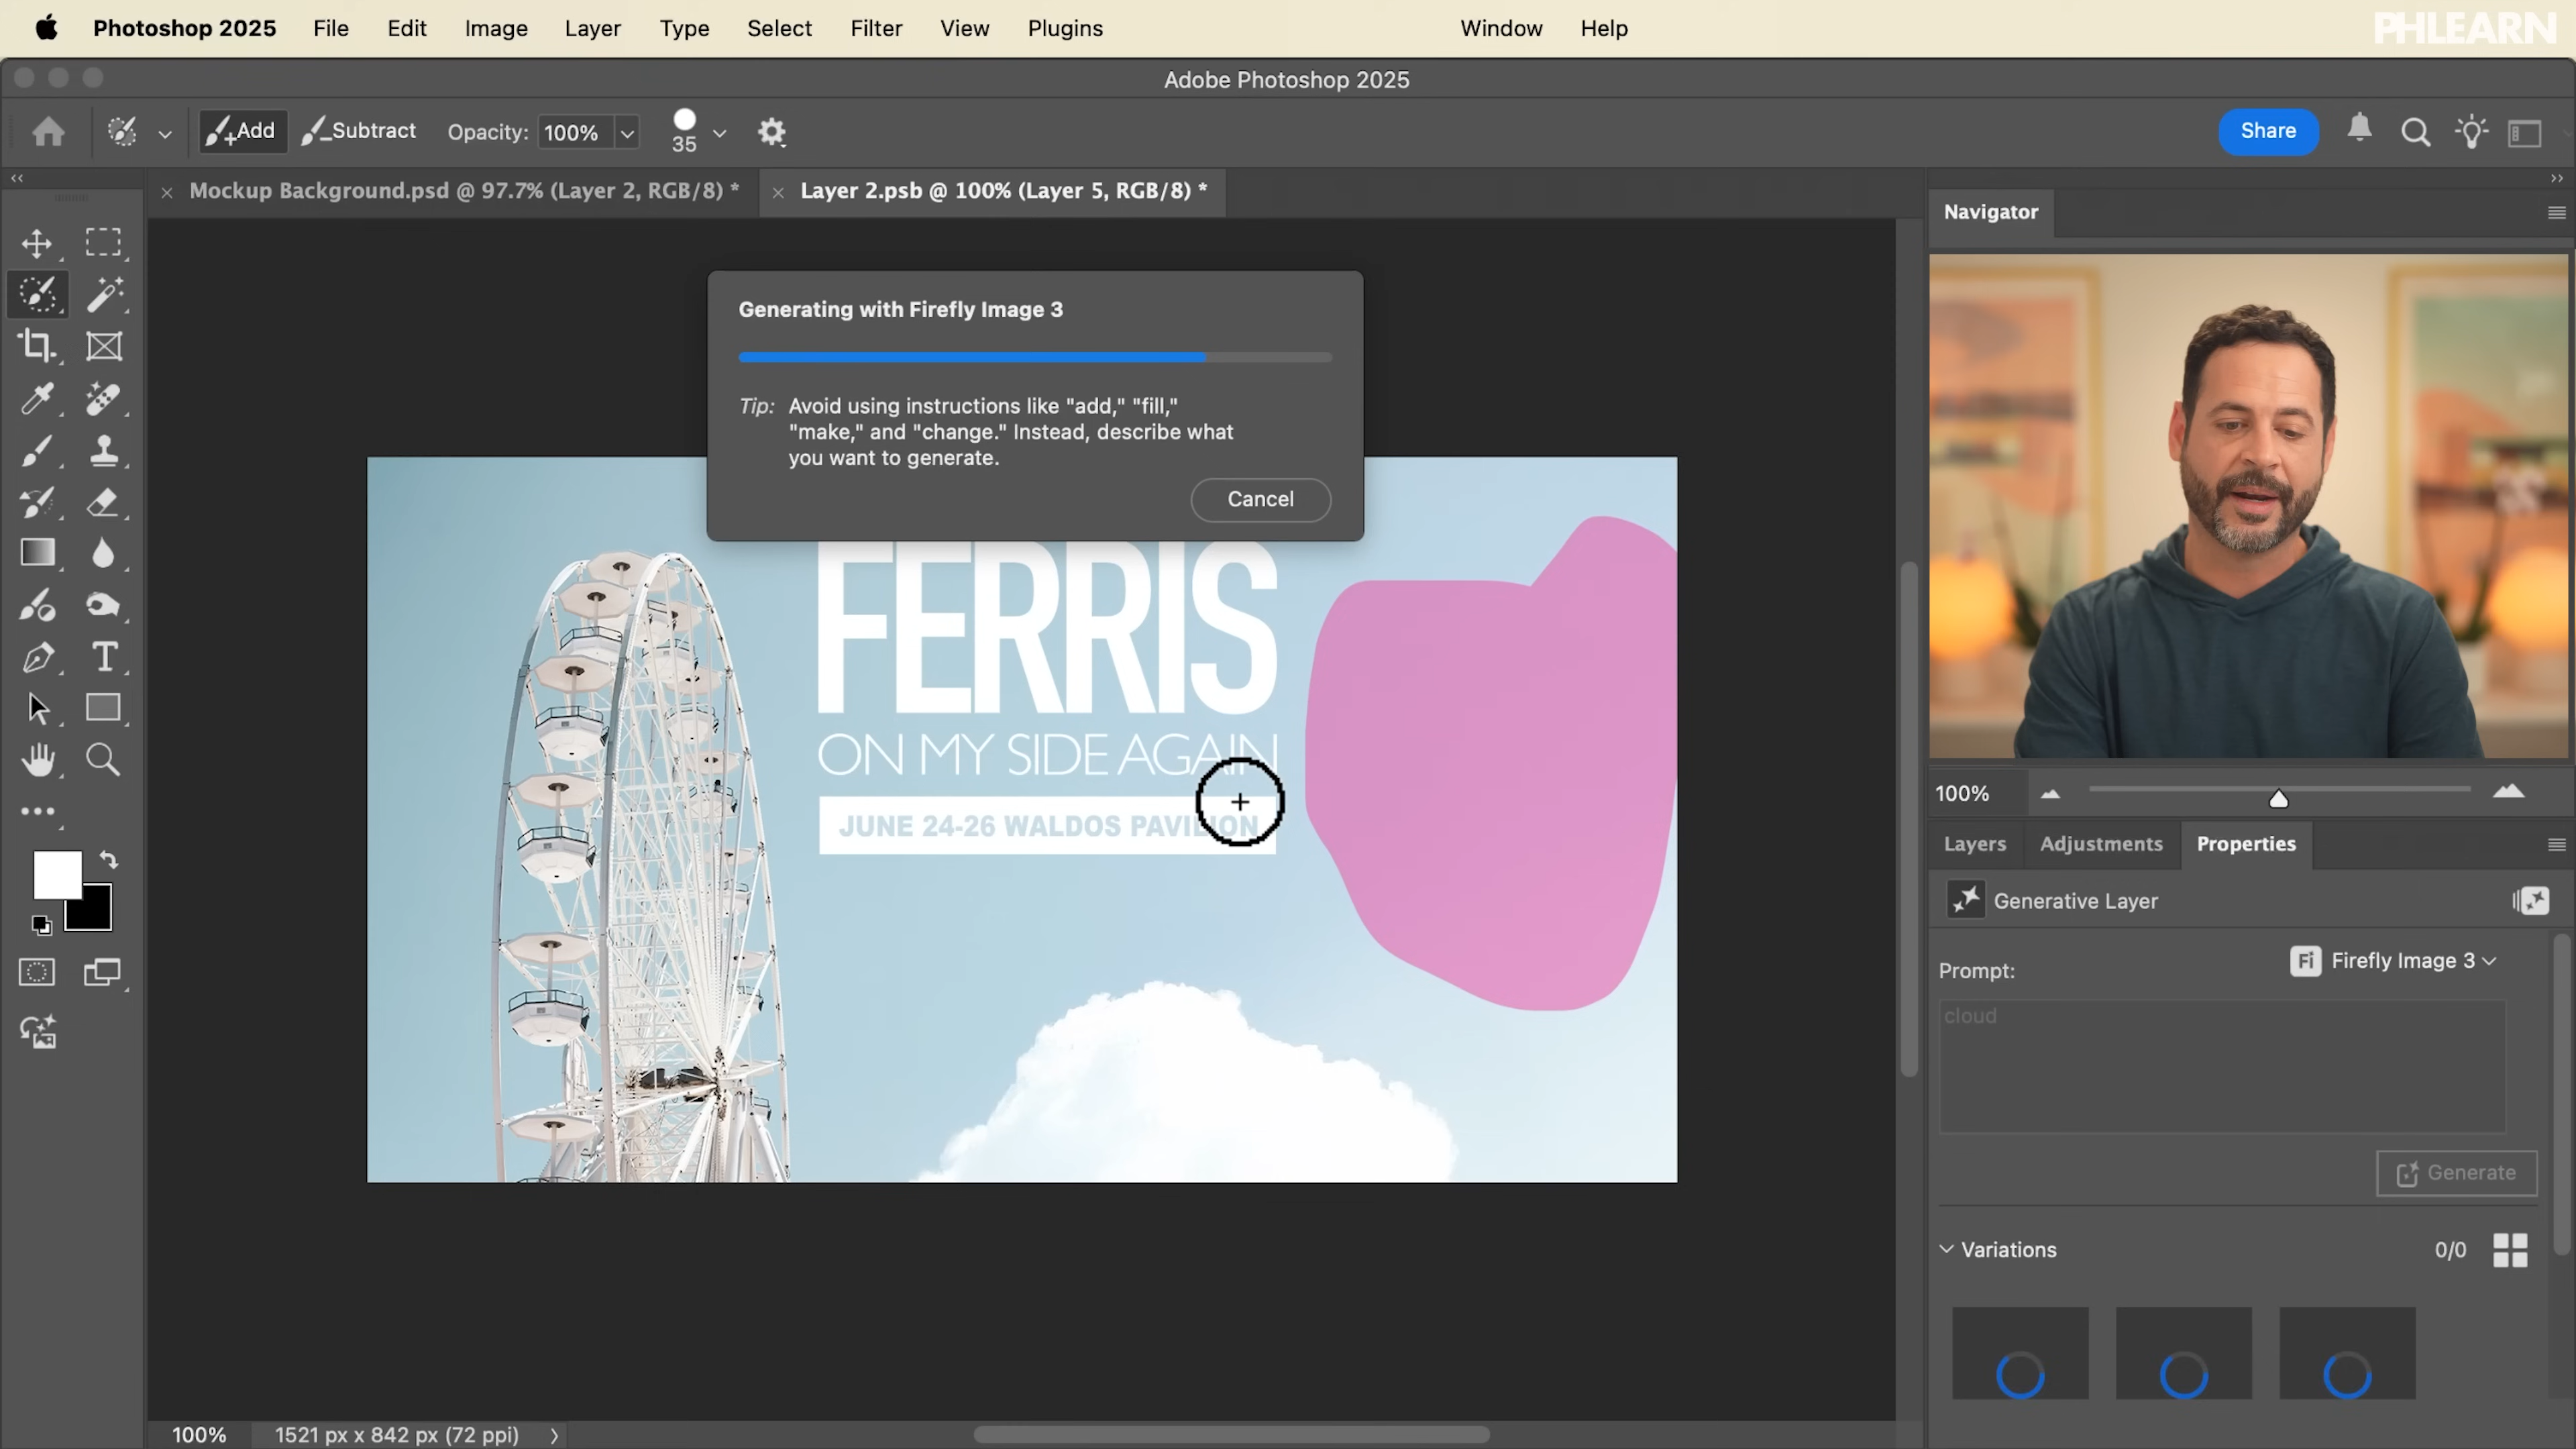 Photoshop 2025 File Edit Image Layer Type Select Filter View Plugins Window Help
PHLEARN
Adobe Photoshop 2025
Add Subtract Opacity: 100% 35 Share
Mockup Background.psd @ 97.7% (Layer 2, RGB/8) * Layer 2.psb @ 100% (Layer 5, RGB/8) *
Navigator
Generating with Firefly Image 3
Tip: Avoid using instructions like "add," "fill,"
"make," and "change." Instead, describe what
you want to generate.
Cancel
FERRIS
ON MY SIDE AGAIN
JUNE 24-26 WALDOS PAVILION
100%
Layers Adjustments Properties
Generative Layer
Prompt: Fi Firefly Image 3
cloud
Generate
Variations 0/0
100% 1521 px x 842 px (72 ppi)